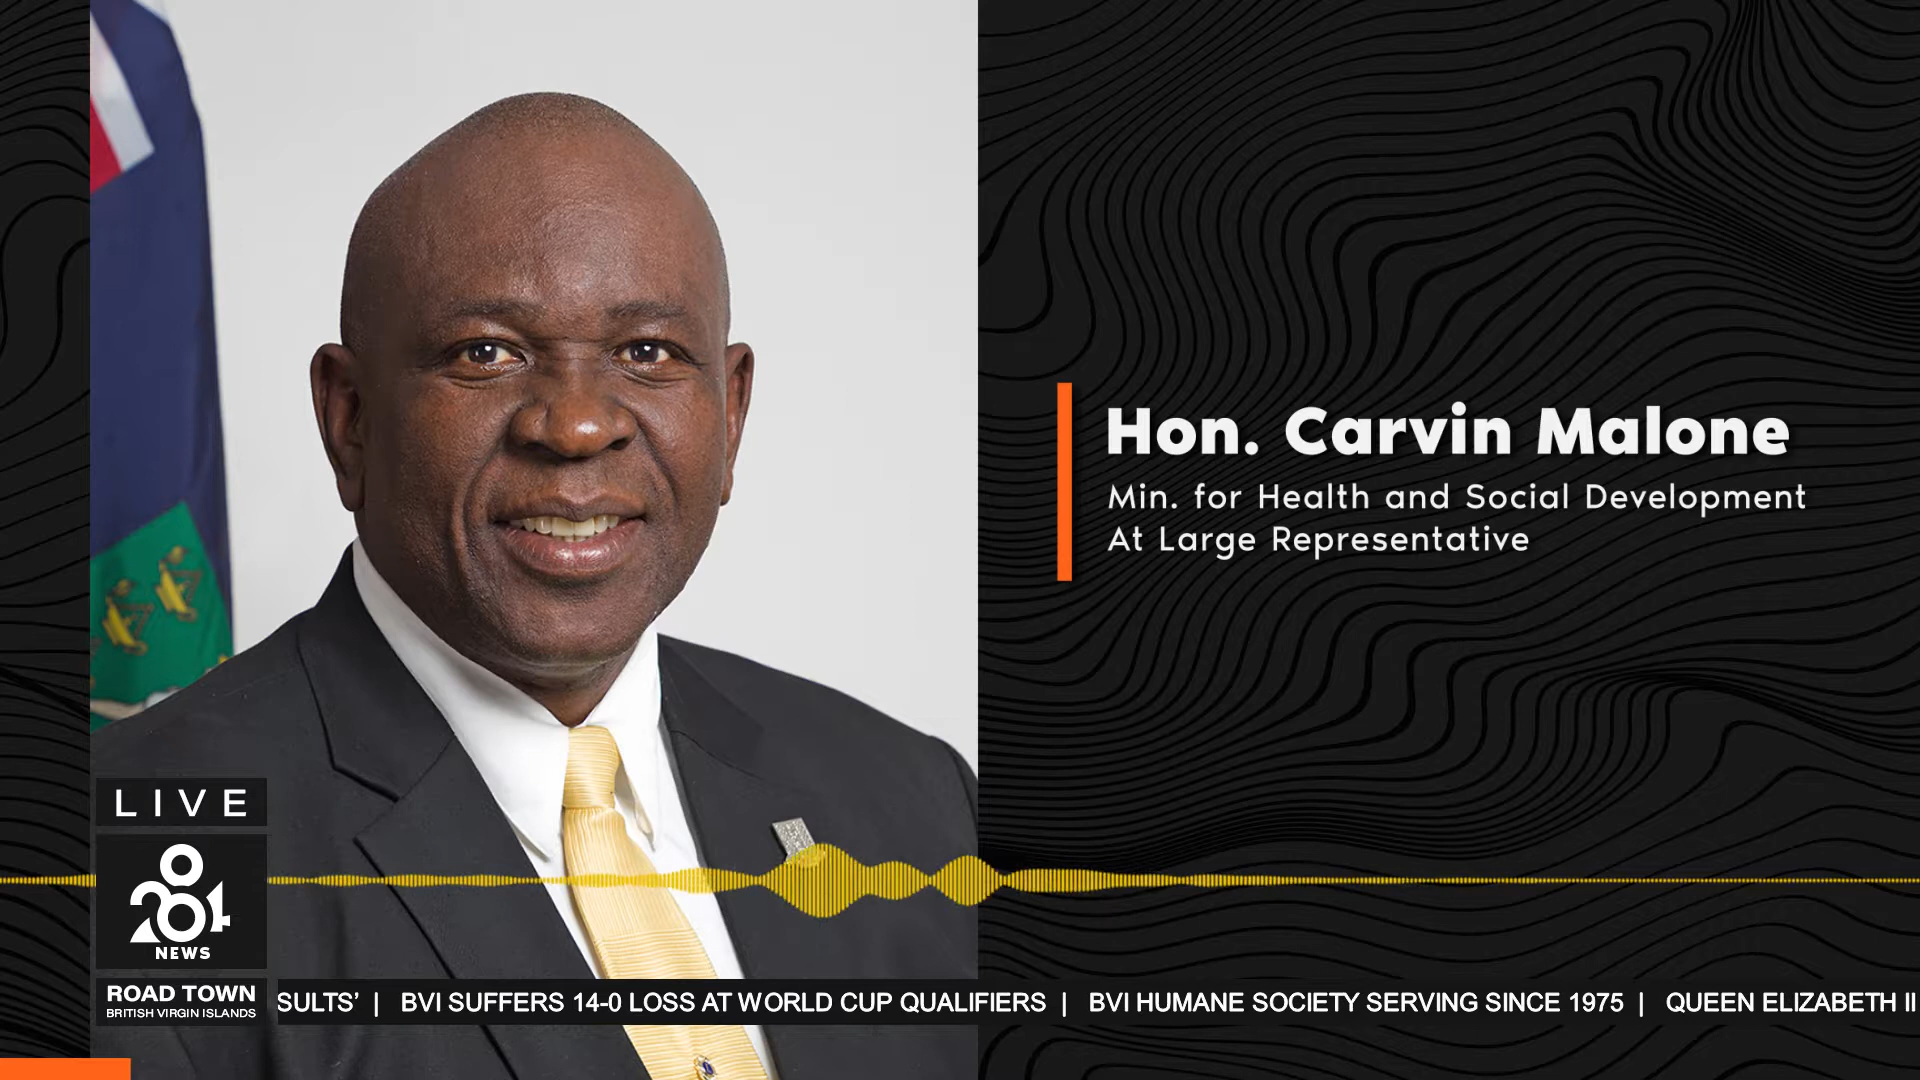 Hon. Carvin Malone
Min. for Health and Social Development
At Large Representative
LIVE
284
NEWS
ROAD TOWN
BRITISH VIRGIN ISLANDS
SULTS’ | BVI SUFFERS 14-0 LOSS AT WORLD CUP QUALIFIERS | BVI HUMANE SOCIETY SERVING SINCE 1975 | QUEEN ELIZABETH II